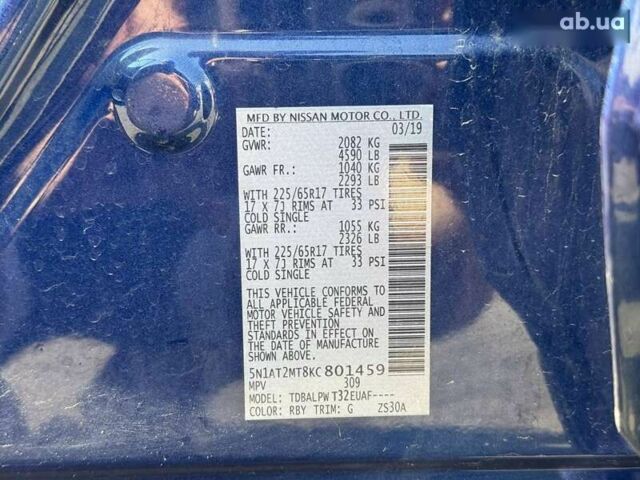 ab.ua
MFD BY NISSAN MOTOR CO., LTD.
DATE: 03/19
GVWR: 2082 KG
4590 LB
GAWR FR.: 1040 KG
2293 LB
WITH 225/65R17 TIRES
17 X 7J RIMS AT 33 PSI
COLD SINGLE
GAWR RR.: 1055 KG
2326 LB
WITH 225/65R17 TIRES
17 X 7J RIMS AT 33 PSI
COLD SINGLE
THIS VEHICLE CONFORMS TO
ALL APPLICABLE FEDERAL
MOTOR VEHICLE SAFETY AND
THEFT PREVENTION
STANDARDS IN EFFECT ON
THE DATE OF MANUFACTURE
SHOWN ABOVE.
5N1AT2MT8KC801459
MPV 309
MODEL: TDBALPWT32EUAF----
COLOR: RBY TRIM: G ZS30A